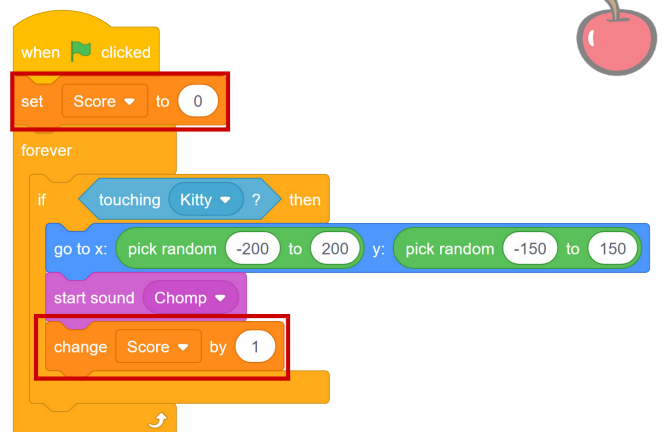 when clicked
set Score to 0
forever
if touching Kitty ? then
go to x: pick random -200 to 200 y: pick random -150 to 150
start sound Chomp
change Score by 1